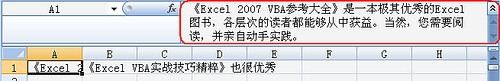 A1
fx
《Excel 2007 VBA参考大全》是一本极其优秀的Excel
图书，各层次的读者都能够从中获益。当然，您需要阅
读，并亲自动手实践。
A B C D E F G H
1 《Excel 2 《Excel VBA实战技巧精粹》也很优秀